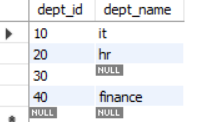 dept_id dept_name
10 it
20 hr
30 NULL
40 finance
NULL NULL